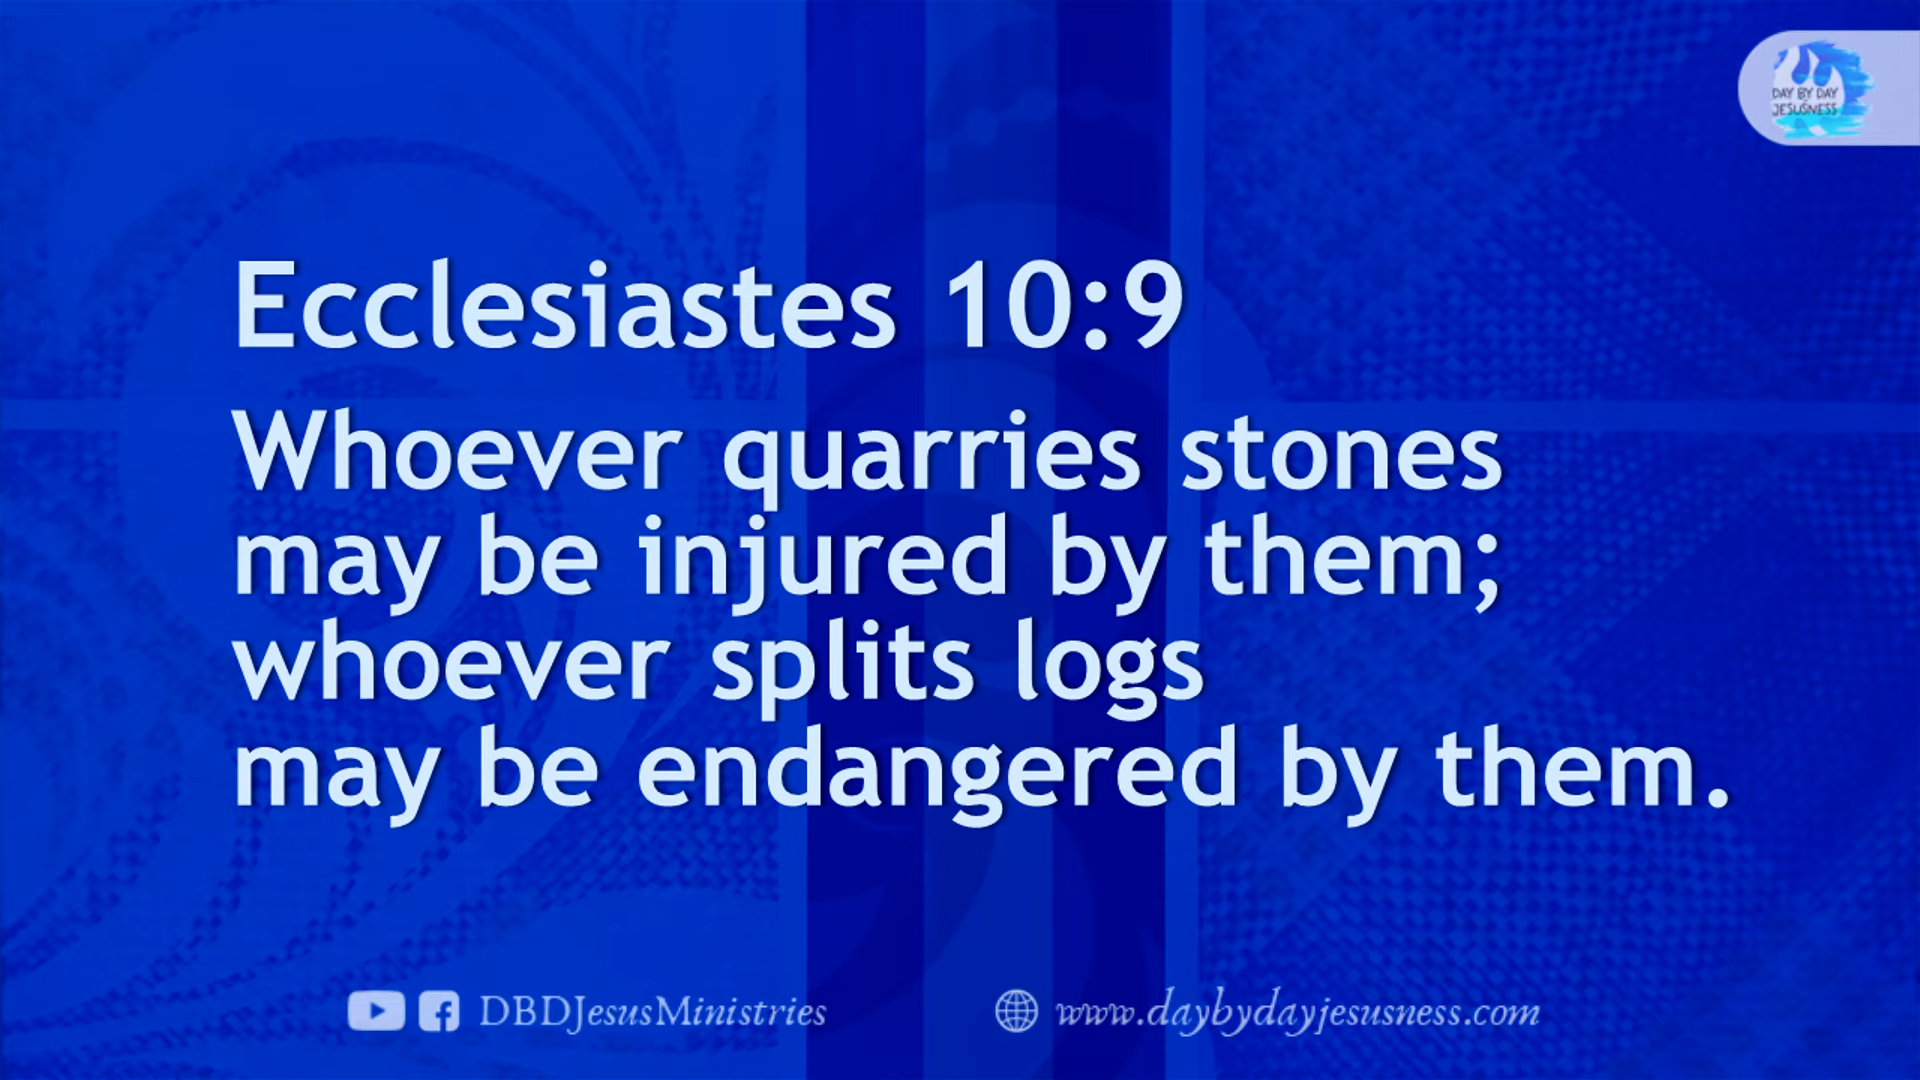 DAY BY DAY
JESUSNESS
Ecclesiastes 10:9
Whoever quarries stones
may be injured by them;
whoever splits logs
may be endangered by them.
DBDJesusMinistries
www.daybydayjesusness.com